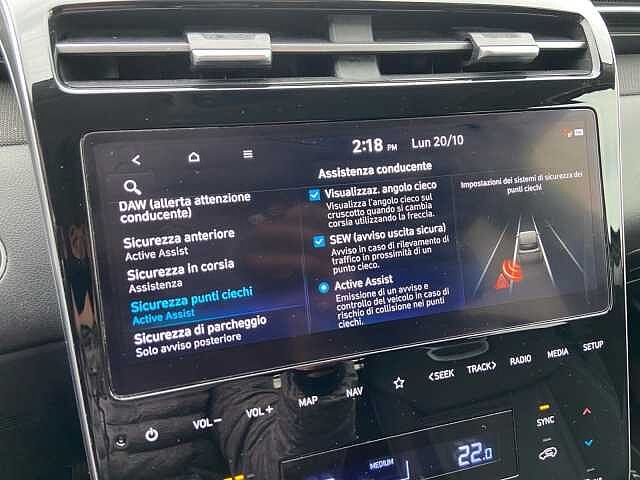 2:18 PM Lun 20/10
Assistenza conducente
DAW (allerta attenzione
conducente)
Sicurezza anteriore
Active Assist
Sicurezza in corsia
Assistenza
Sicurezza punti ciechi
Active Assist
Sicurezza di parcheggio
Solo avviso posteriore
Visualizzaz. angolo cieco
Visualizza l'angolo cieco sul
cruscotto quando si cambia
corsia utilizzando la freccia.
SEW (avviso uscita sicura)
Avviso in caso di rilevamento di
traffico in prossimità di un
punto cieco.
Active Assist
Emissione di un avviso e
controllo del veicolo in caso di
rischio di collisione nei punti
ciechi.
Impostazioni dei sistemi di sicurezza dei
punti ciechi
VOL−
VOL+
MAP
NAV
<SEEK
TRACK>
RADIO
MEDIA
SETUP
MEDIUM
22.0
SYNC